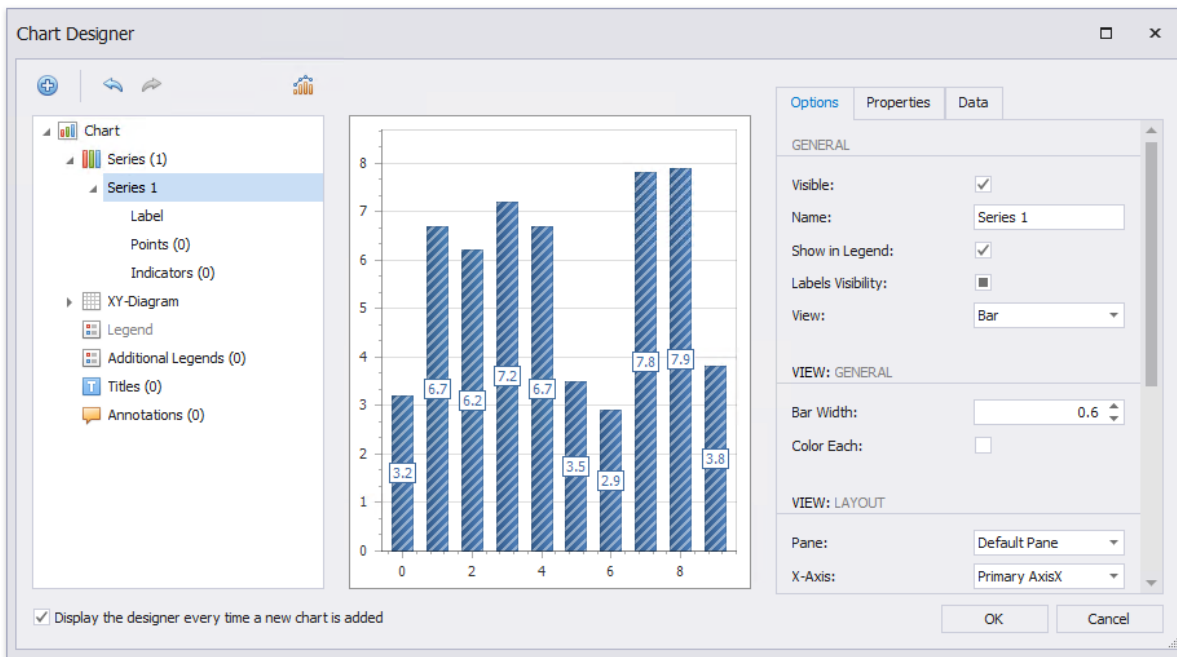 Chart Designer
Chart
Series (1)
Series 1
Label
Points (0)
Indicators (0)
XY-Diagram
Legend
Additional Legends (0)
T Titles (0)
Annotations (0)
8
7
6
5
4
3
2
1
0
3.2
6.7
6.2
7.2
6.7
3.5
2.9
7.8
7.9
3.8
0 2 4 6 8
Options Properties Data
GENERAL
Visible:
Name: Series 1
Show in Legend:
Labels Visibility:
View: Bar
VIEW: GENERAL
Bar Width: 0.6
Color Each:
VIEW: LAYOUT
Pane: Default Pane
X-Axis: Primary AxisX
Display the designer every time a new chart is added
OK Cancel